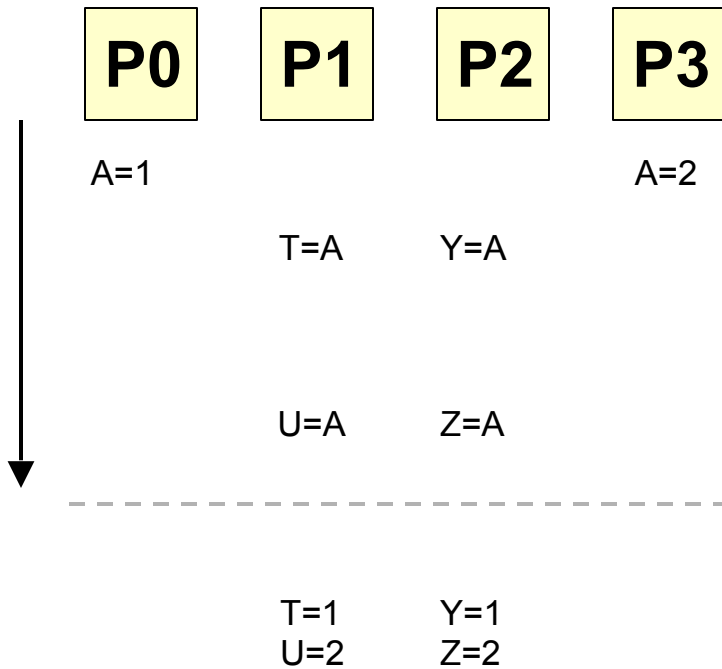 P0 P1 P2 P3
A=1 A=2
T=A Y=A
U=A Z=A
T=1 Y=1
U=2 Z=2